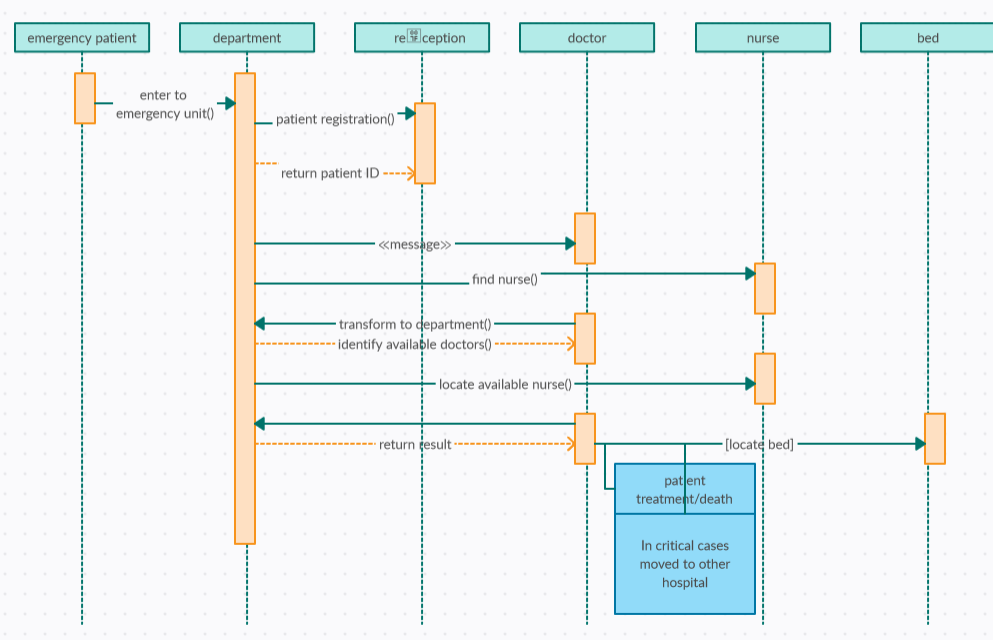 emergency patient
department
re ception
doctor
nurse
bed
enter to
emergency unit()
patient registration()
return patient ID
≪message≫
find nurse()
transform to department()
identify available doctors()
locate available nurse()
return result
[locate bed]
patient
treatment/death
In critical cases
moved to other
hospital